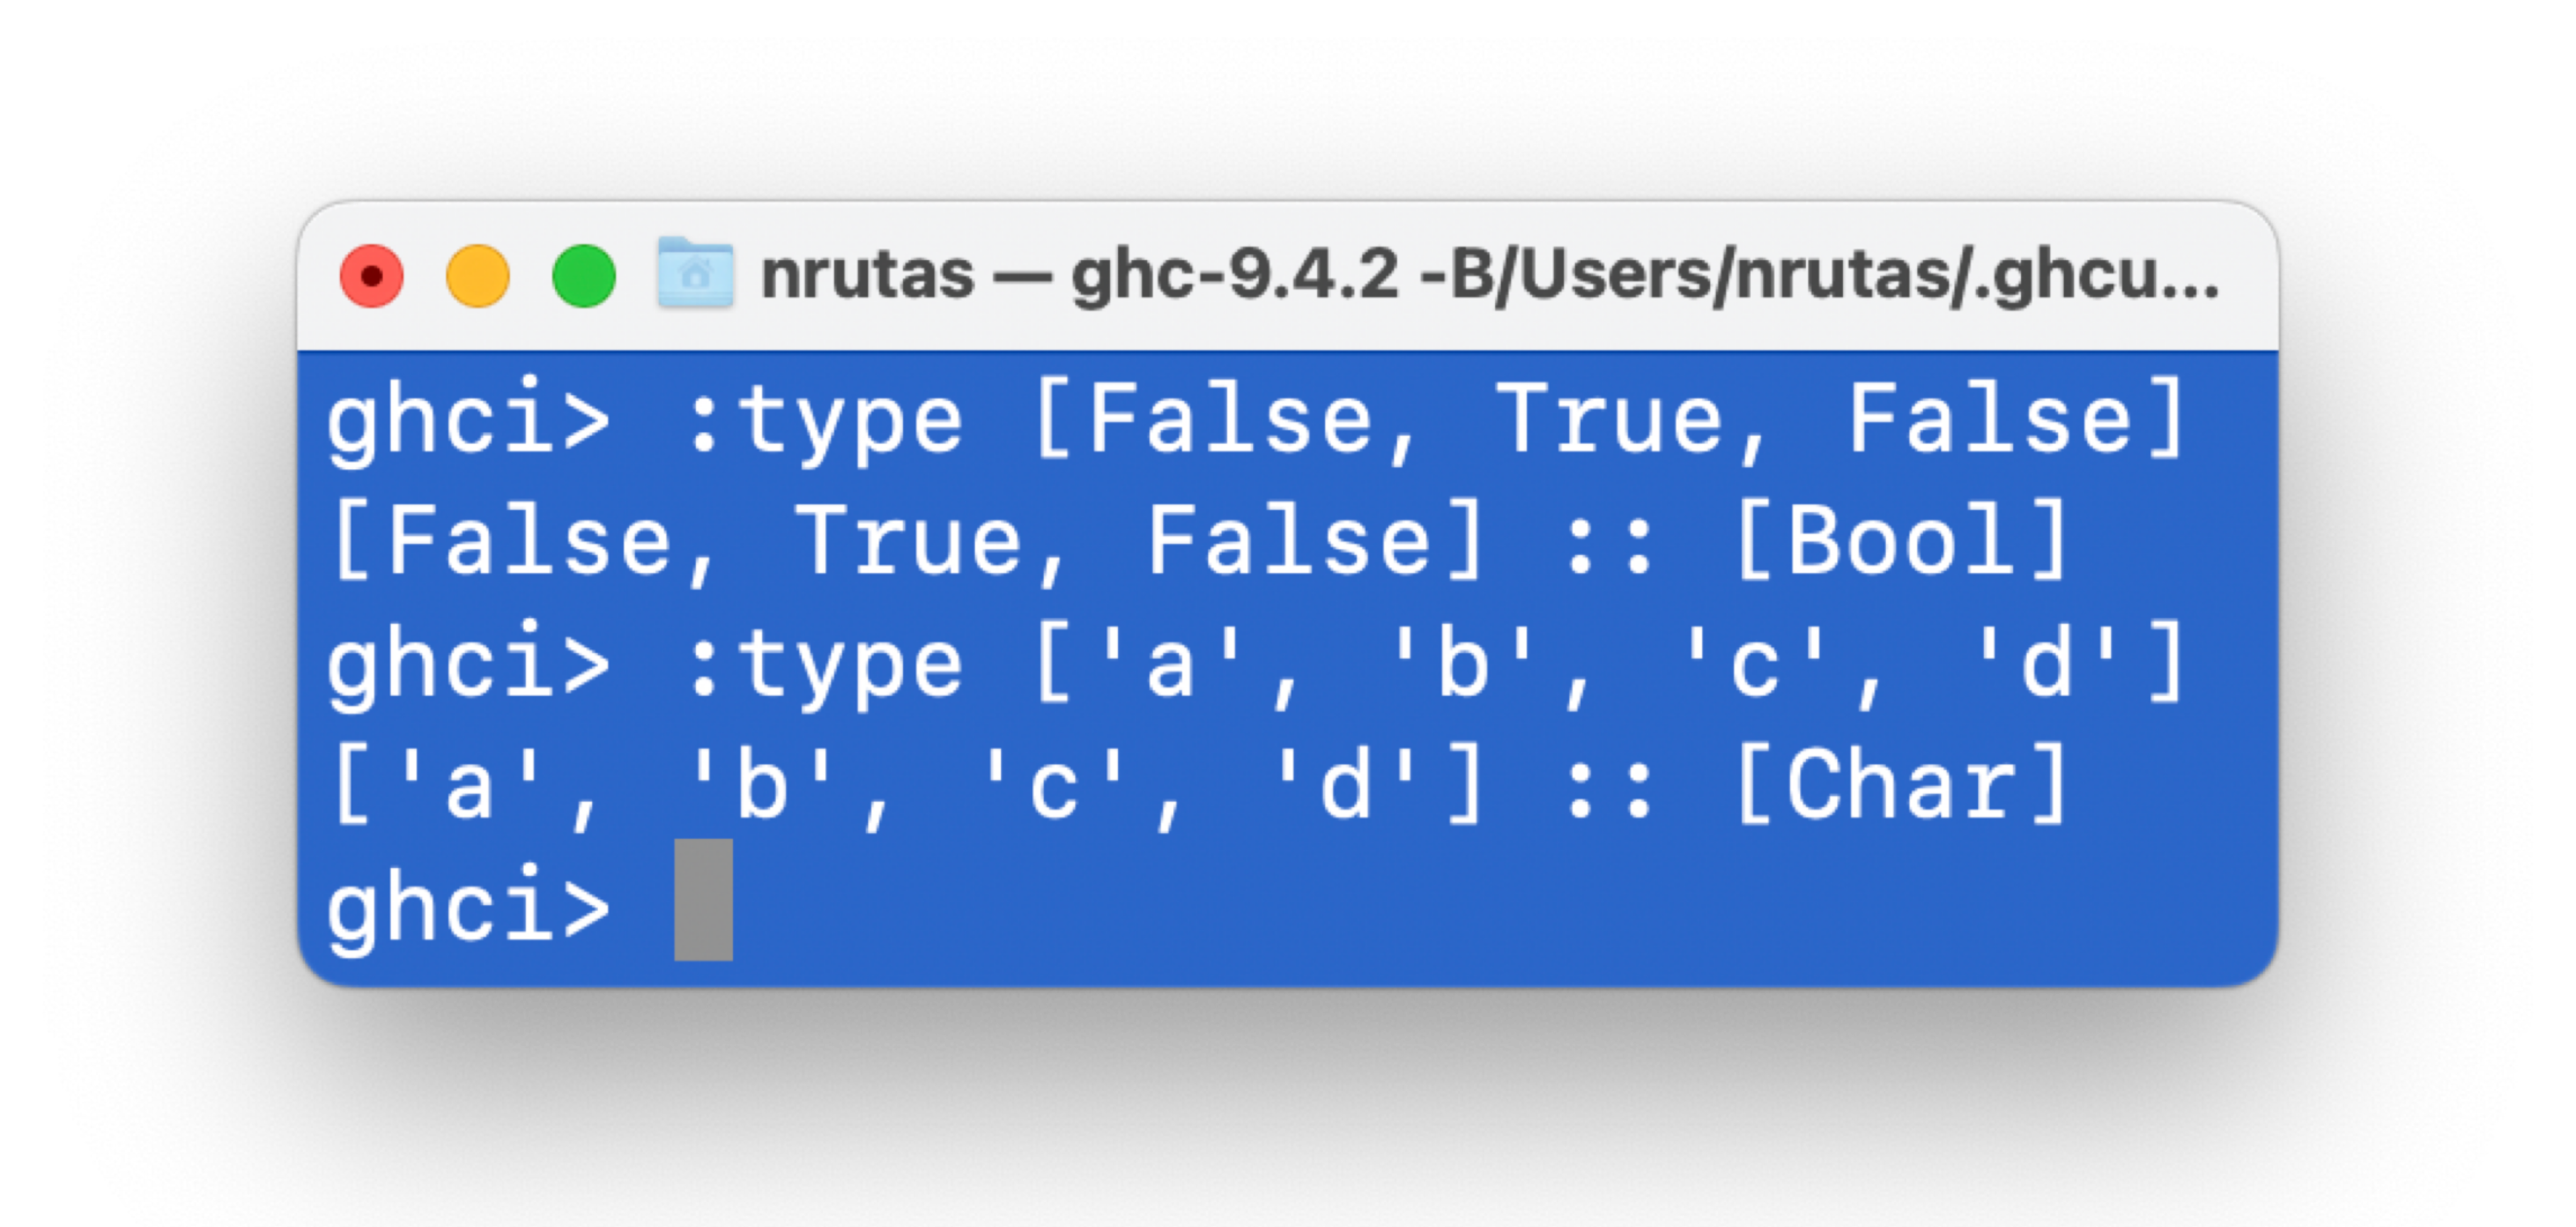 nrutas — ghc-9.4.2 -B/Users/nrutas/.ghcu...
ghci> :type [False, True, False]
[False, True, False] :: [Bool]
ghci> :type ['a', 'b', 'c', 'd']
['a', 'b', 'c', 'd'] :: [Char]
ghci>